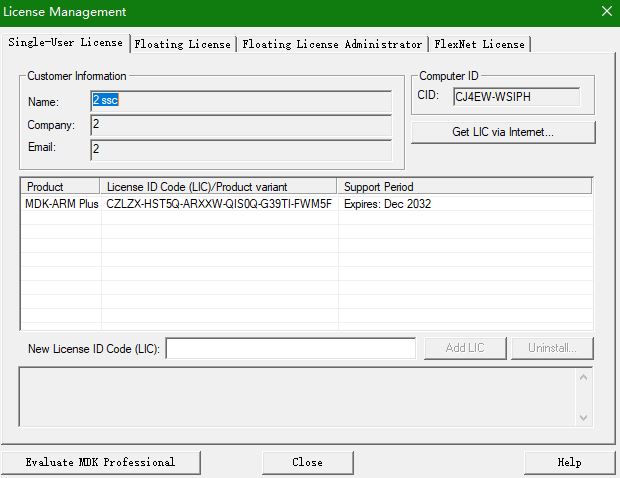 License Management
Single-User License Floating License Floating License Administrator FlexNet License
Customer Information
Name: 2 ssc
Company: 2
Email: 2
Computer ID
CID: CJ4EW-WSIPH
Get LIC via Internet...
Product License ID Code (LIC)/Product variant Support Period
MDK-ARM Plus CZLZX-HST5Q-ARXXW-QIS0Q-G39TI-FWM5F Expires: Dec 2032
New License ID Code (LIC): Add LIC Uninstall...
Evaluate MDK Professional Close Help